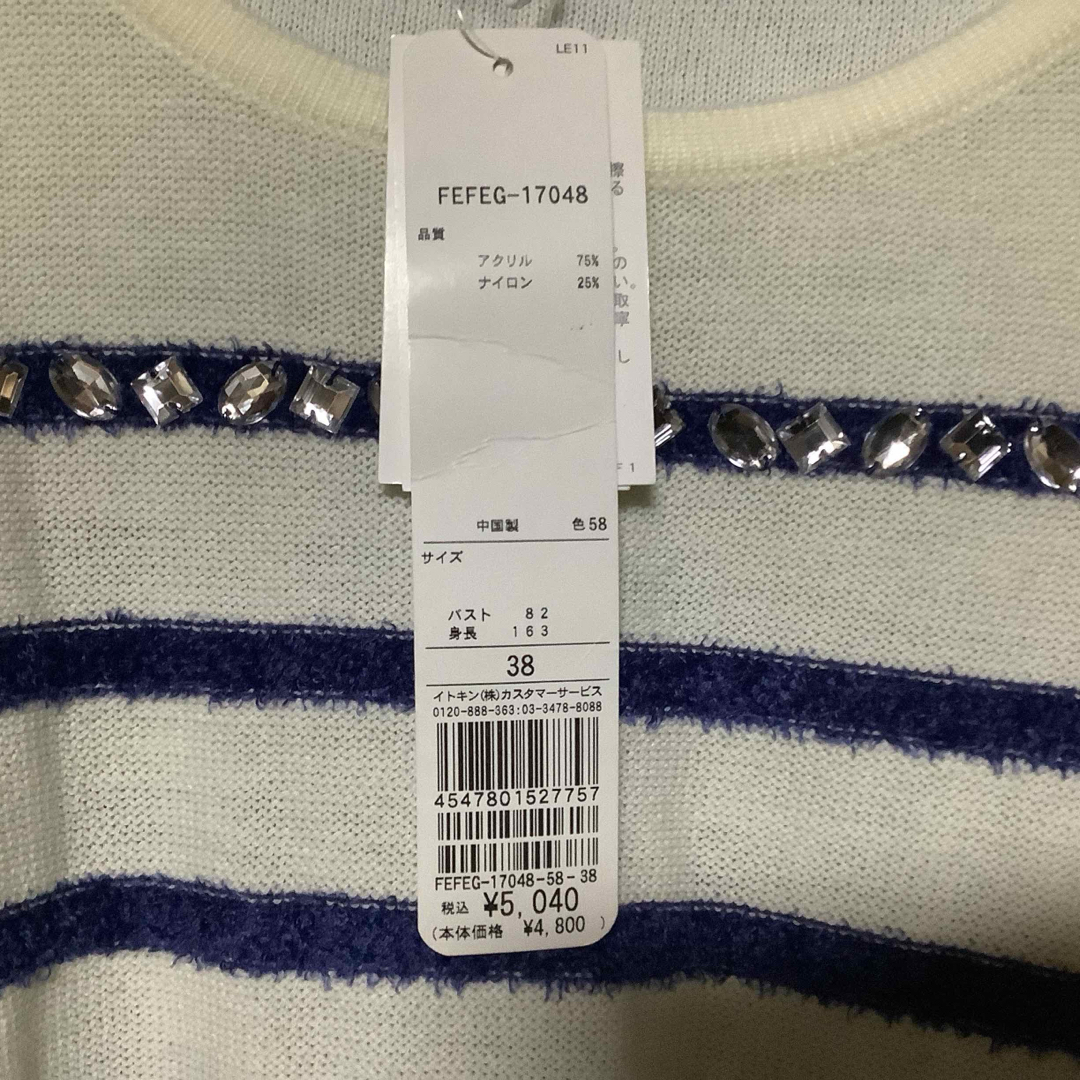 LE11
FEFEG-17048
品質
アクリル 75%
ナイロン 25%
擦
る
の
い。
取
寧
し
F1
中国製 色58
サイズ
バスト 82
身長 163
38
イトキン(株)カスタマーサービス
0120-888-363:03-3478-8088
4547801527757
FEFEG-17048-58-38
税込 ¥5,040
(本体価格 ¥4,800 )